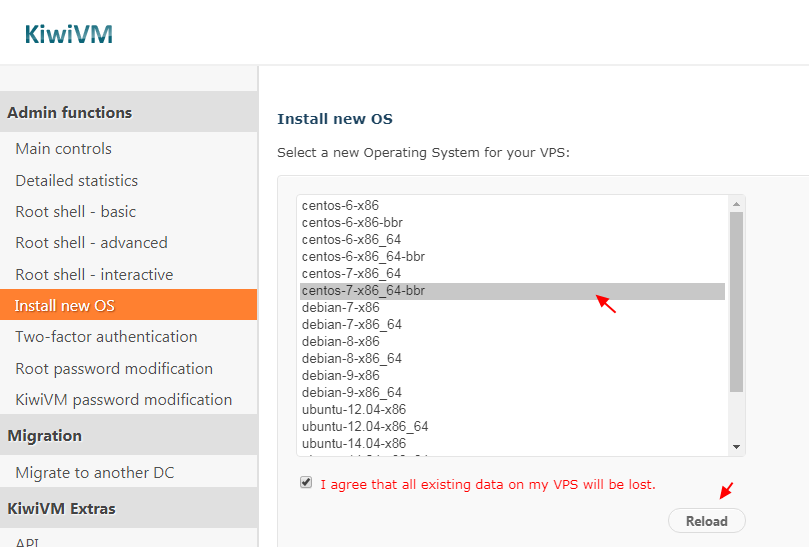 KiwiVM
Admin functions
Main controls
Detailed statistics
Root shell - basic
Root shell - advanced
Root shell - interactive
Install new OS
Two-factor authentication
Root password modification
KiwiVM password modification
Migration
Migrate to another DC
KiwiVM Extras
API
Install new OS
Select a new Operating System for your VPS:
centos-6-x86
centos-6-x86-bbr
centos-6-x86_64
centos-6-x86_64-bbr
centos-7-x86_64
centos-7-x86_64-bbr
debian-7-x86
debian-7-x86_64
debian-8-x86
debian-8-x86_64
debian-9-x86
debian-9-x86_64
ubuntu-12.04-x86
ubuntu-12.04-x86_64
ubuntu-14.04-x86
I agree that all existing data on my VPS will be lost.
Reload